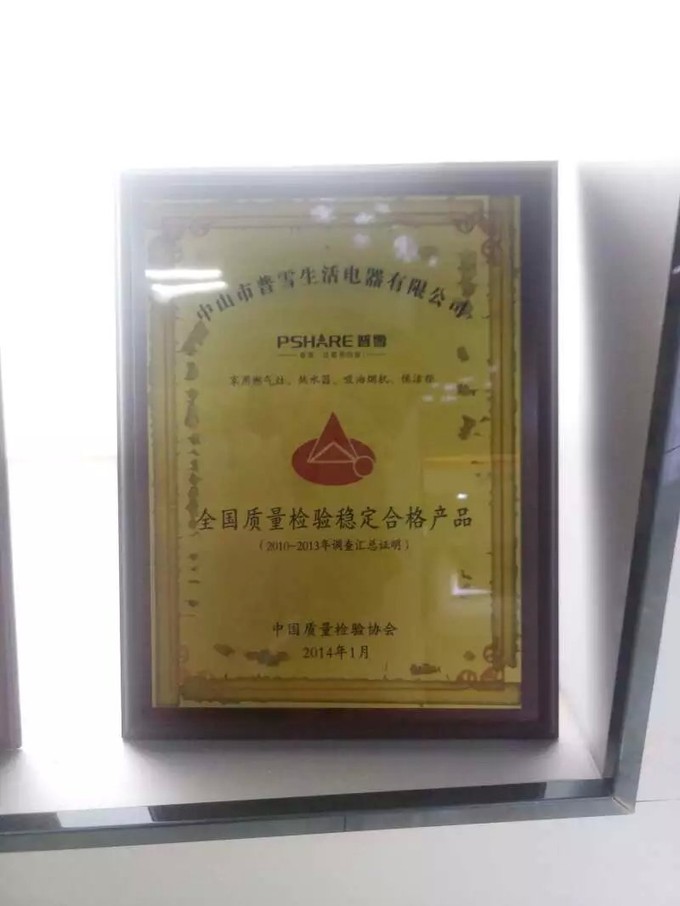 中山市普雪生活电器有限公司
PSHARE 普雪
家用燃气灶、热水器、吸油烟机、保洁柜
全国质量检验稳定合格产品
（2010-2013年调查汇总证明）
中国质量检验协会
2014年1月